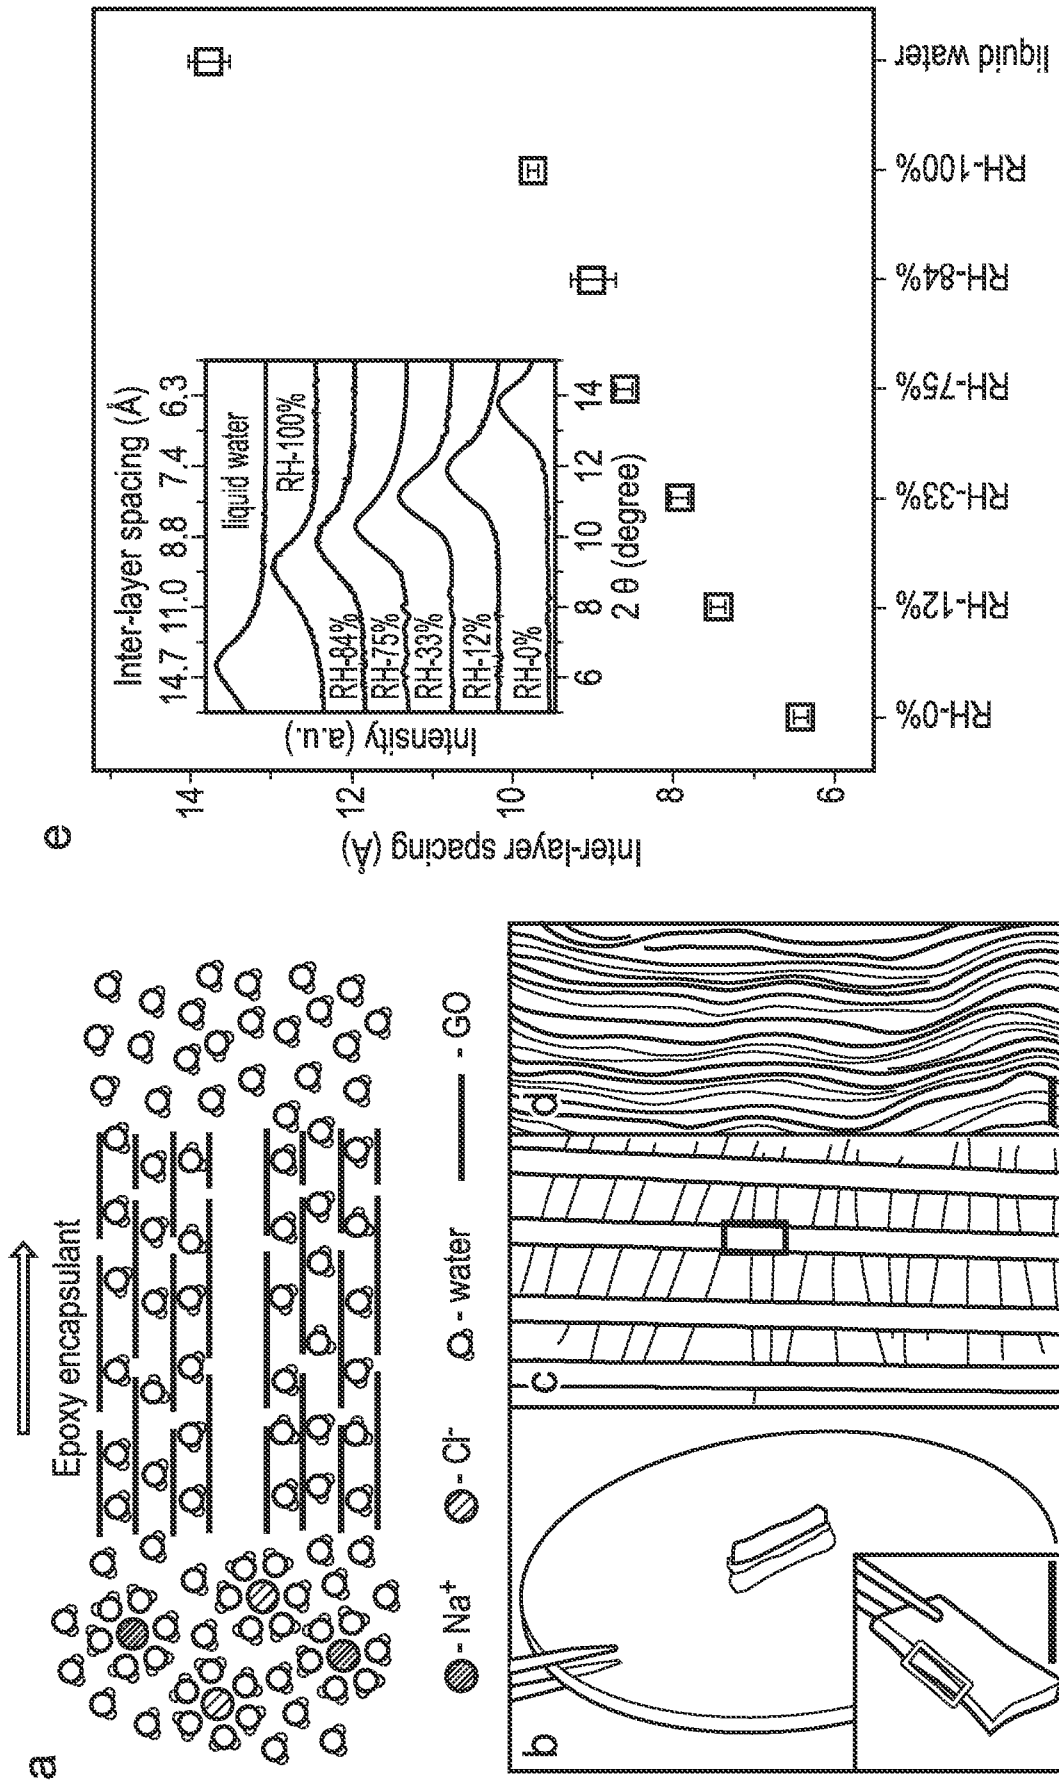 a
Epoxy encapsulant
- Na⁺
- Cl⁻
- water
- GO
b
c
d
e
Inter-layer spacing (Å)
14
12
10
8
6
RH-0%
RH-12%
RH-33%
RH-75%
RH-84%
RH-100%
liquid water
Inter-layer spacing (Å)
14.7 11.0 8.8 7.4 6.3
Intensity (a.u.)
liquid water
RH-100%
RH-84%
RH-75%
RH-33%
RH-12%
RH-0%
6 8 10 12 14
2 θ (degree)